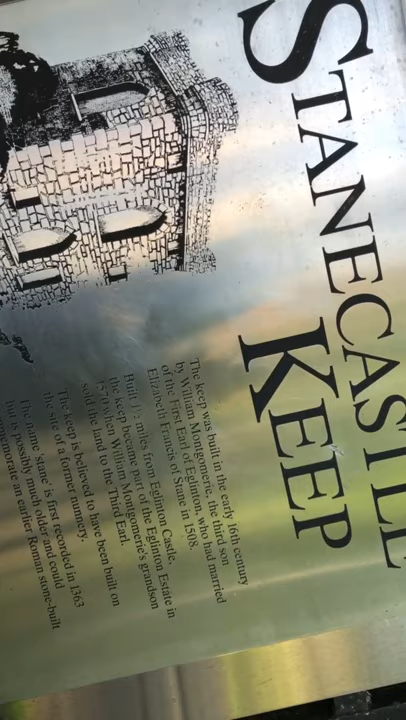 STANECASTLE
KEEP
The keep was built in the early 16th century
by William Montgomerie, the third son
of the First Earl of Eglinton, who had married
Elizabeth Francis of Stane in 1508.
Built 1½ miles from Eglinton Castle,
the keep became part of the Eglinton Estate in
1570 when William Montgomerie's grandson
sold the land to the Third Earl.
The keep is believed to have been built on
the site of a former nunnery.
The name 'stane' is first recorded in 1363
but is possibly much older and could
an earlier Roman stone-built